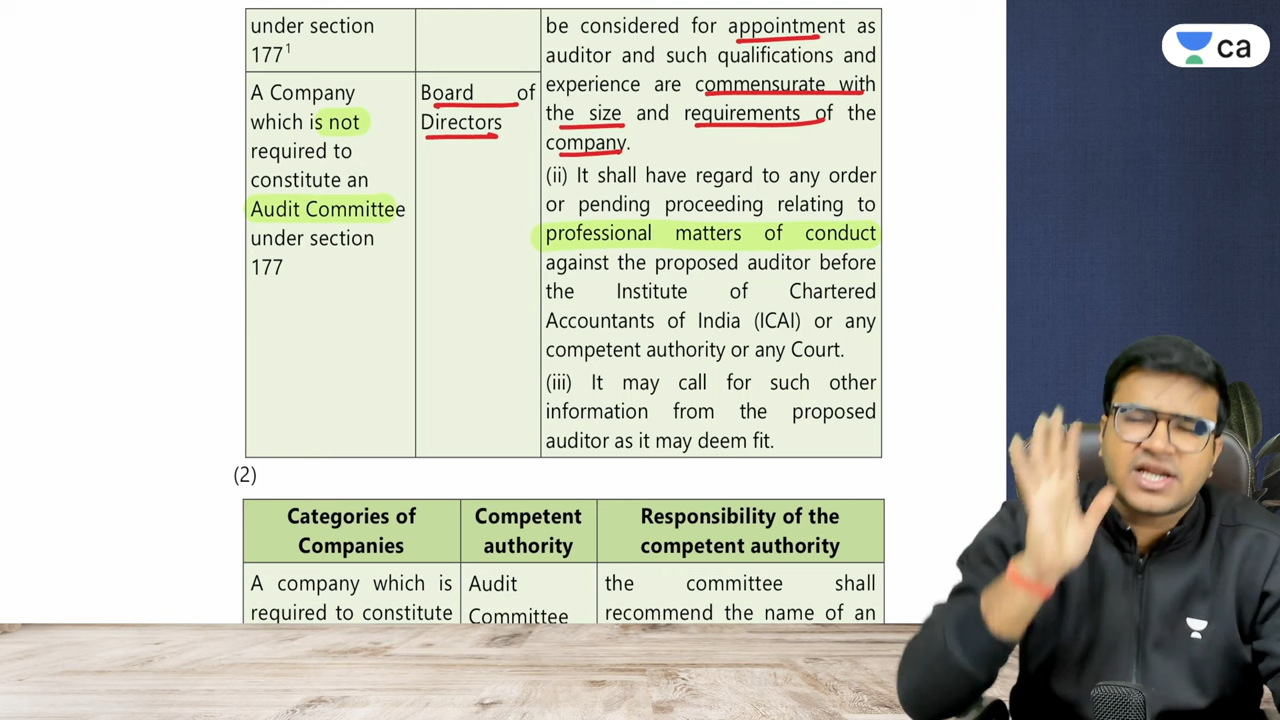 under section
177¹
A Company
which is not
required to
constitute an
Audit Committee
under section
177
Board of
Directors
be considered for appointment as
auditor and such qualifications and
experience are commensurate with
the size and requirements of the
company.
(ii) It shall have regard to any order
or pending proceeding relating to
professional matters of conduct
against the proposed auditor before
the Institute of Chartered
Accountants of India (ICAI) or any
competent authority or any Court.
(iii) It may call for such other
information from the proposed
auditor as it may deem fit.
(2)
Categories of
Companies
Competent
authority
Responsibility of the
competent authority
A company which is
required to constitute
Audit
Committee
the committee shall
recommend the name of an
ca